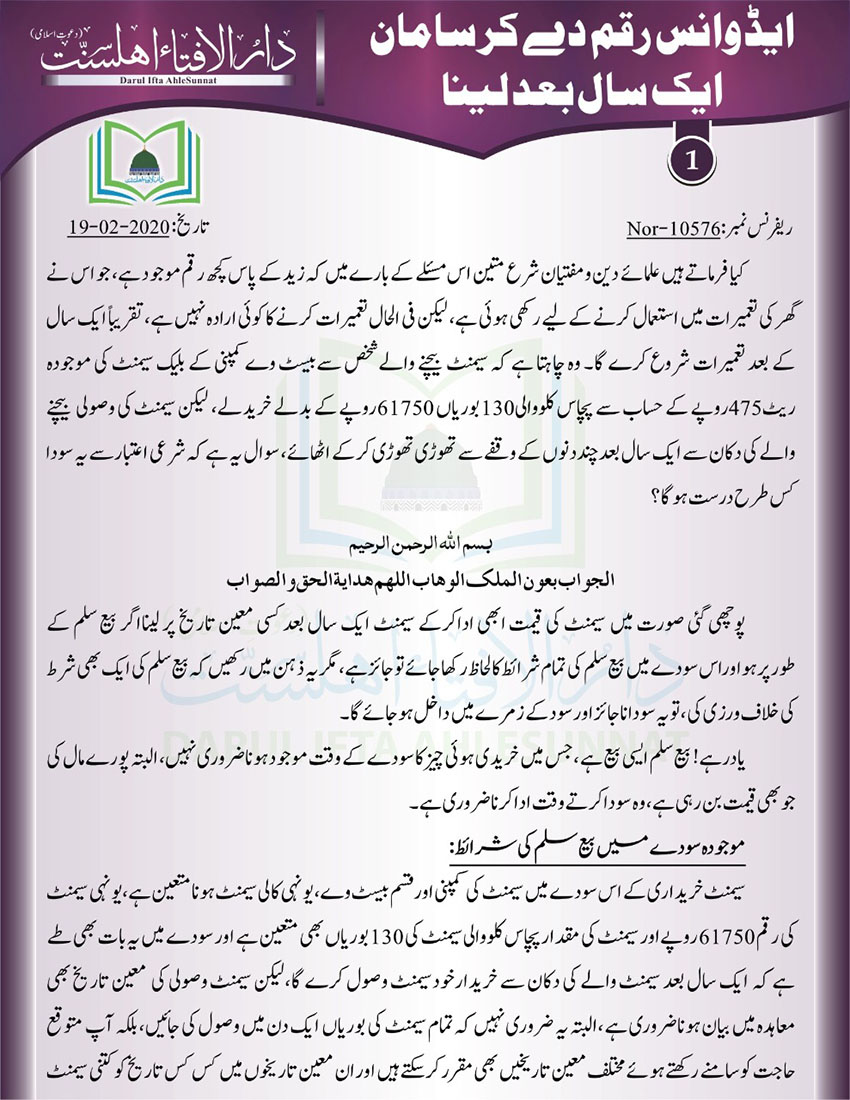 ایڈوانس رقم دے کر سامان
ایک سال بعد لینا
دارالافتاء اھلسنّت (دعوتِ اسلامی)
Darul Ifta AhleSunnat
1
ریفرنس نمبر: Nor-10576
تاریخ: 19-02-2020
کیا فرماتے ہیں علمائے دین و مفتیان شرع متین اس مسئلے کے بارے میں کہ زید کے پاس کچھ رقم موجود ہے، جو اس نے
گھر کی تعمیرات میں استعمال کرنے کے لیے رکھی ہوئی ہے، لیکن فی الحال تعمیرات کرنے کا کوئی ارادہ نہیں ہے، تقریباً ایک سال
کے بعد تعمیرات شروع کرے گا۔ وہ چاہتا ہے کہ سیمنٹ بیچنے والے شخص سے بیسٹ وے کمپنی کے بلیک سیمنٹ کی موجودہ
ریٹ 475 روپے کے حساب سے پچاس کلو والی 130 بوریاں 61750 روپے کے بدلے خرید لے، لیکن سیمنٹ کی وصولی بیچنے
والے کی دکان سے ایک سال بعد چند دنوں کے وقفے سے تھوڑی تھوڑی کر کے اٹھائے، سوال یہ ہے کہ شرعی اعتبار سے یہ سودا
کس طرح درست ہو گا؟
بسم اللہ الرحمن الرحیم
الجواب بعون الملک الوھاب اللھم ھدایۃ الحق و الصواب
پوچھی گئی صورت میں سیمنٹ کی قیمت ابھی ادا کر کے سیمنٹ ایک سال بعد کسی معین تاریخ پر لینا اگر بیع سلم کے
طور پر ہو اور اس سودے میں بیع سلم کی تمام شرائط کا لحاظ رکھا جائے تو جائز ہے، مگر یہ ذہن میں رکھیں کہ بیع سلم کی ایک بھی شرط
کی خلاف ورزی کی، تو یہ سودا ناجائز اور سود کے زمرے میں داخل ہو جائے گا۔
یاد رہے! بیع سلم ایسی بیع ہے، جس میں خریدی ہوئی چیز کا سودے کے وقت موجود ہونا ضروری نہیں، البتہ پورے مال کی
جو بھی قیمت بن رہی ہے، وہ سودا کرتے وقت ادا کرنا ضروری ہے۔
موجودہ سودے میں بیع سلم کی شرائط:
سیمنٹ خریداری کے اس سودے میں سیمنٹ کی کمپنی اور قسم بیسٹ وے، یونہی کالی سیمنٹ ہونا متعین ہے، یونہی سیمنٹ
کی رقم 61750 روپے اور سیمنٹ کی مقدار پچاس کلو والی سیمنٹ کی 130 بوریاں بھی متعین ہے اور سودے میں یہ بات بھی طے
ہے کہ ایک سال بعد سیمنٹ والے کی دکان سے خریدار خود سیمنٹ وصول کرے گا، لیکن سیمنٹ وصولی کی معین تاریخ بھی
معاہدہ میں بیان ہونا ضروری ہے، البتہ یہ ضروری نہیں کہ تمام سیمنٹ کی بوریاں ایک دن میں وصول کی جائیں، بلکہ آپ متوقع
حاجت کو سامنے رکھتے ہوئے مختلف معین تاریخیں بھی مقرر کر سکتے ہیں اور ان معین تاریخوں میں کس کس تاریخ کو کتنی سیمنٹ
دارالافتاء اھلسنّت
DARUL IFTA AHLESUNNAT